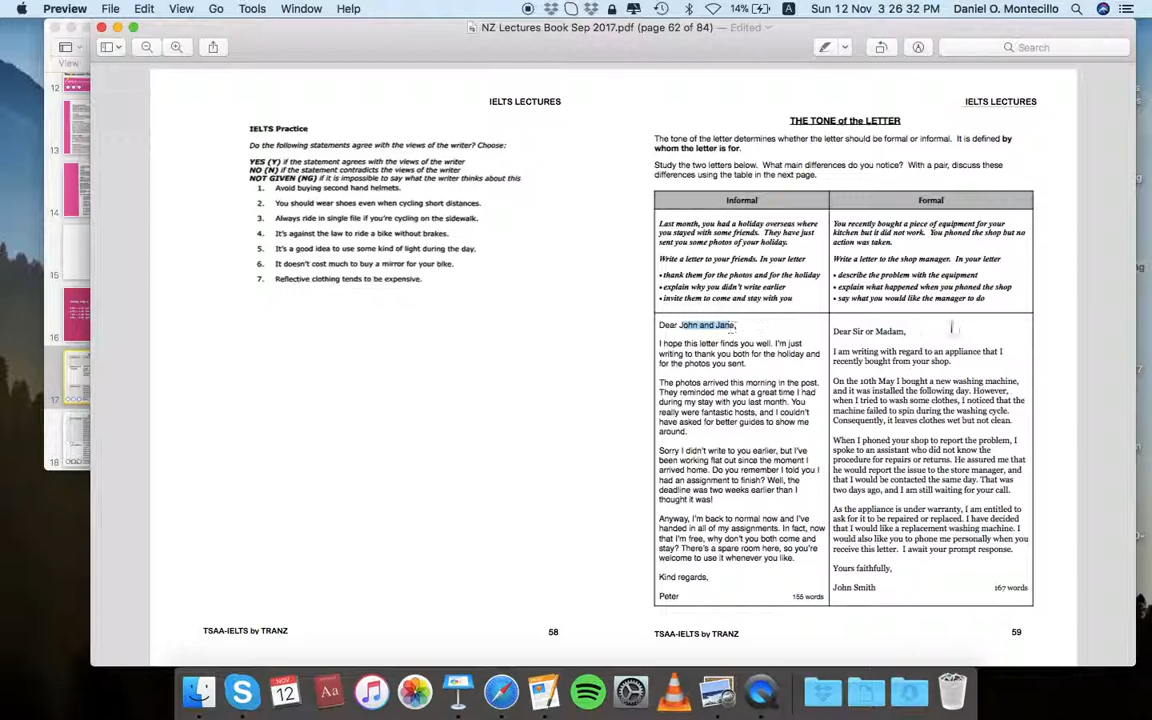 Preview File Edit View Go Tools Window Help
14% A Sun 12 Nov 3 26 32 PM Daniel O. Montecillo
NZ Lectures Book Sep 2017.pdf (page 62 of 84) — Edited
View
Search
12
13
14
15
16
17
18
IELTS LECTURES
IELTS Practice
Do the following statements agree with the views of the writer? Choose:
YES (Y) if the statement agrees with the views of the writer
NO (N) if the statement contradicts the views of the writer
NOT GIVEN (NG) if it is impossible to say what the writer thinks about this
1. Avoid buying second hand helmets.
2. You should wear shoes even when cycling short distances.
3. Always ride in single file if you're cycling on the sidewalk.
4. It's against the law to ride a bike without brakes.
5. It's a good idea to use some kind of light during the day.
6. It doesn't cost much to buy a mirror for your bike.
7. Reflective clothing tends to be expensive.
TSAA-IELTS by TRANZ 58
IELTS LECTURES
THE TONE of the LETTER
The tone of the letter determines whether the letter should be formal or informal. It is defined by
whom the letter is for.
Study the two letters below. What main differences do you notice? With a pair, discuss these
differences using the table in the next page.
Informal
Last month, you had a holiday overseas where
you stayed with some friends. They have just
sent you some photos of your holiday.
Write a letter to your friends. In your letter
• thank them for the photos and for the holiday
• explain why you didn't write earlier
• invite them to come and stay with you
Dear John and Jane,
I hope this letter finds you well. I'm just
writing to thank you both for the holiday and
for the photos you sent.
The photos arrived this morning in the post.
They reminded me what a great time I had
during my stay with you last month. You
really were fantastic hosts, and I couldn't
have asked for better guides to show me
around.
Sorry I didn't write to you earlier, but I've
been working flat out since the moment I
arrived home. Do you remember I told you I
had an assignment to finish? Well, the
deadline was two weeks earlier than I
thought it was!
Anyway, I'm back to normal now and I've
handed in all of my assignments. In fact, now
that I'm free, why don't you both come and
stay? There's a spare room here, so you're
welcome to use it whenever you like.
Kind regards,
Peter 155 words
Formal
You recently bought a piece of equipment for your
kitchen but it did not work. You phoned the shop but no
action was taken.
Write a letter to the shop manager. In your letter
• describe the problem with the equipment
• explain what happened when you phoned the shop
• say what you would like the manager to do
Dear Sir or Madam,
I am writing with regard to an appliance that I
recently bought from your shop.
On the 10th May I bought a new washing machine,
and it was installed the following day. However,
when I tried to wash some clothes, I noticed that the
machine failed to spin during the washing cycle.
Consequently, it leaves clothes wet but not clean.
When I phoned your shop to report the problem, I
spoke to an assistant who did not know the
procedure for repairs or returns. He assured me that
he would report the issue to the store manager, and
that I would be contacted the same day. That was
two days ago, and I am still waiting for your call.
As the appliance is under warranty, I am entitled to
ask for it to be repaired or replaced. I have decided
that I would like a replacement washing machine. I
would also like you to phone me personally when you
receive this letter. I await your prompt response.
Yours faithfully,
John Smith 167 words
TSAA-IELTS by TRANZ 59
NOV
12
Aa